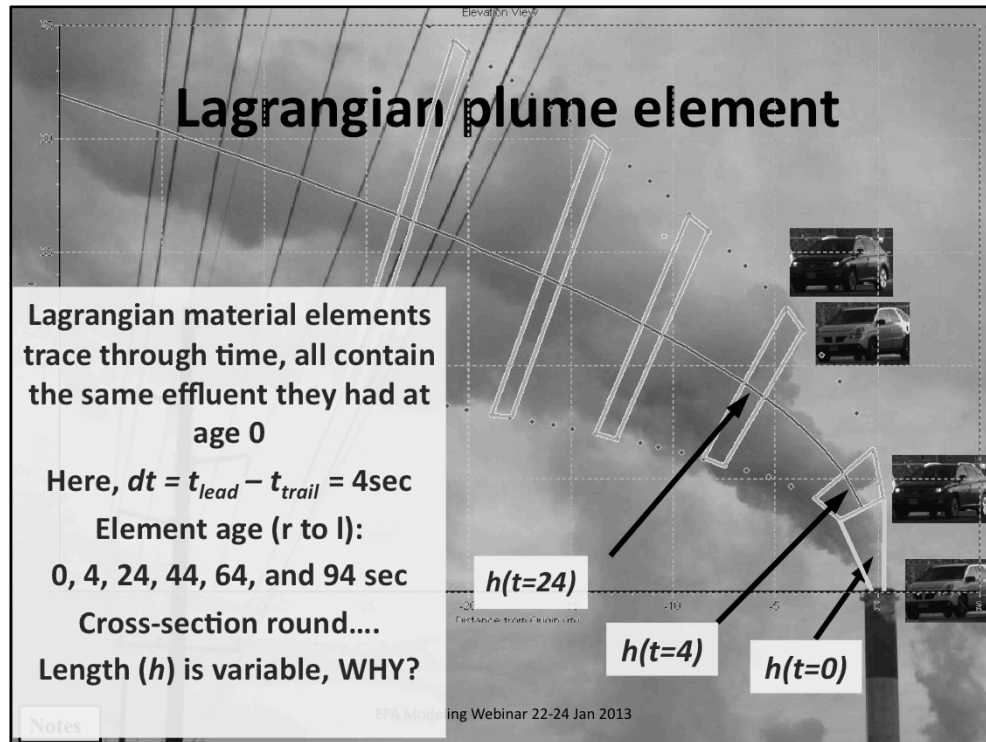 Elevation View
Lagrangian plume element
Lagrangian material elements
trace through time, all contain
the same effluent they had at
age 0
Here, dt = t_lead – t_trail = 4sec
Element age (r to l):
0, 4, 24, 44, 64, and 94 sec
Cross-section round....
Length (h) is variable, WHY?
h(t=24)
h(t=4)
h(t=0)
-20
-10
-5
Distance from Origin (m)
EPA Modeling Webinar 22-24 Jan 2013
Notes